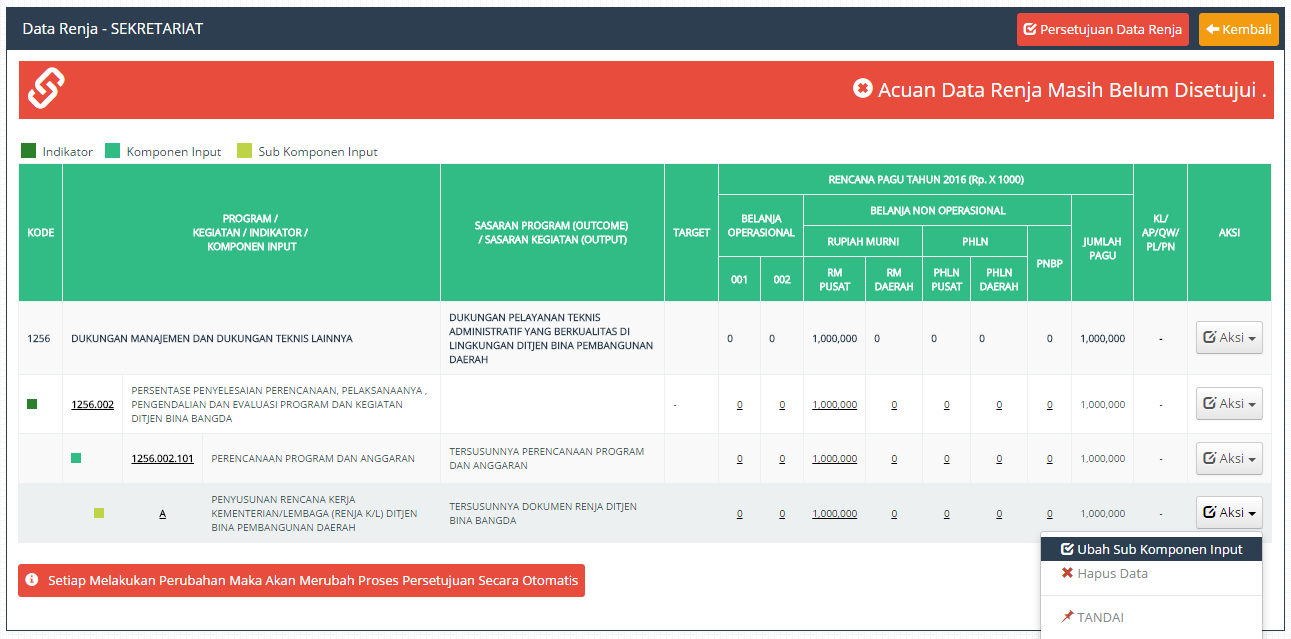 Data Renja - SEKRETARIAT
Persetujuan Data Renja
Kembali
Acuan Data Renja Masih Belum Disetujui .
Indikator Komponen Input Sub Komponen Input
KODE
PROGRAM /
KEGIATAN / INDIKATOR /
KOMPONEN INPUT
SASARAN PROGRAM (OUTCOME)
/ SASARAN KEGIATAN (OUTPUT)
TARGET
RENCANA PAGU TAHUN 2016 (Rp. X 1000)
BELANJA
OPERASIONAL
BELANJA NON OPERASIONAL
RUPIAH MURNI
PHLN
PNBP
JUMLAH
PAGU
001
002
RM
PUSAT
RM
DAERAH
PHLN
PUSAT
PHLN
DAERAH
KL/
AP/QW/
PL/PN
AKSI
1256
DUKUNGAN MANAJEMEN DAN DUKUNGAN TEKNIS LAINNYA
DUKUNGAN PELAYANAN TEKNIS
ADMINISTRATIF YANG BERKUALITAS DI
LINGKUNGAN DITJEN BINA PEMBANGUNAN
DAERAH
0 0 1,000,000 0 0 0 0 1,000,000 - Aksi
1256.002
PERSENTASE PENYELESAIAN PERENCANAAN, PELAKSANAANYA ,
PENGENDALIAN DAN EVALUASI PROGRAM DAN KEGIATAN
DITJEN BINA BANGDA
- 0 0 1,000,000 0 0 0 0 1,000,000 - Aksi
1256.002.101
PERENCANAAN PROGRAM DAN ANGGARAN
TERSUSUNNYA PERENCANAAN PROGRAM
DAN ANGGARAN
0 0 1,000,000 0 0 0 0 1,000,000 - Aksi
A
PENYUSUNAN RENCANA KERJA
KEMENTERIAN/LEMBAGA (RENJA K/L) DITJEN
BINA PEMBANGUNAN DAERAH
TERSUSUNNYA DOKUMEN RENJA DITJEN
BINA BANGDA
0 0 1,000,000 0 0 0 0 1,000,000 - Aksi
Ubah Sub Komponen Input
Hapus Data
TANDAI
Setiap Melakukan Perubahan Maka Akan Merubah Proses Persetujuan Secara Otomatis